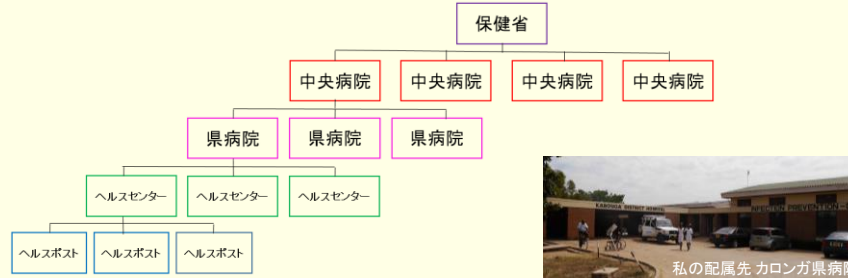 保健省
中央病院
中央病院
中央病院
中央病院
県病院
県病院
県病院
ヘルスセンター
ヘルスセンター
ヘルスセンター
ヘルスポスト
ヘルスポスト
ヘルスポスト
KARONGA DISTRICT HOSPITAL
INFECTION PREVENTION
私の配属先 カロンガ県病院